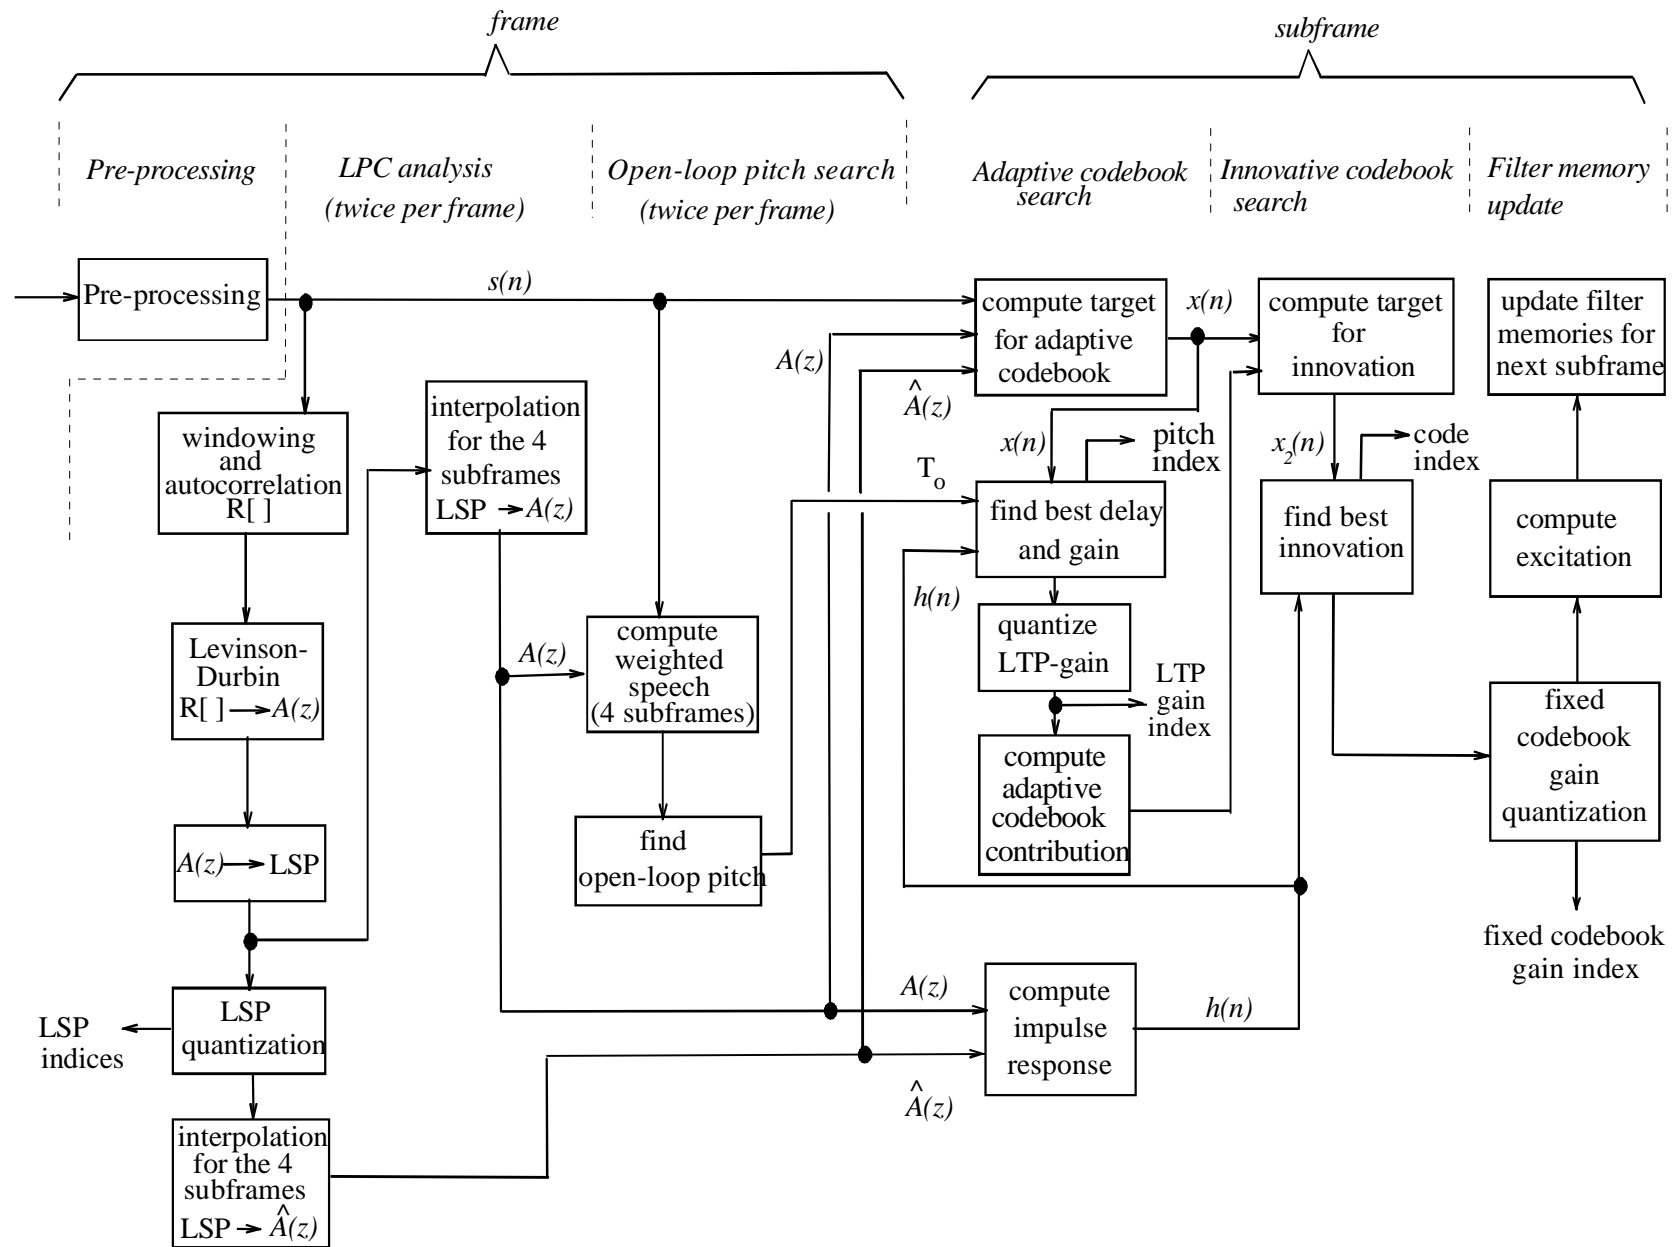 frame
subframe
Pre-processing
LPC analysis
(twice per frame)
Open-loop pitch search
(twice per frame)
Adaptive codebook
search
Innovative codebook
search
Filter memory
update
Pre-processing
s(n)
windowing
and
autocorrelation
R[ ]
Levinson-
Durbin
R[ ] → A(z)
A(z) → LSP
LSP
quantization
LSP
indices
interpolation
for the 4
subframes
LSP → Â(z)
interpolation
for the 4
subframes
LSP → A(z)
A(z)
compute
weighted
speech
(4 subframes)
find
open-loop pitch
T₀
A(z)
Â(z)
compute target
for adaptive
codebook
x(n)
x(n)
pitch
index
find best delay
and gain
h(n)
quantize
LTP-gain
LTP
gain
index
compute
adaptive
codebook
contribution
A(z)
Â(z)
compute
impulse
response
h(n)
compute target
for
innovation
x₂(n)
code
index
find best
innovation
update filter
memories for
next subframe
compute
excitation
fixed
codebook
gain
quantization
fixed codebook
gain index